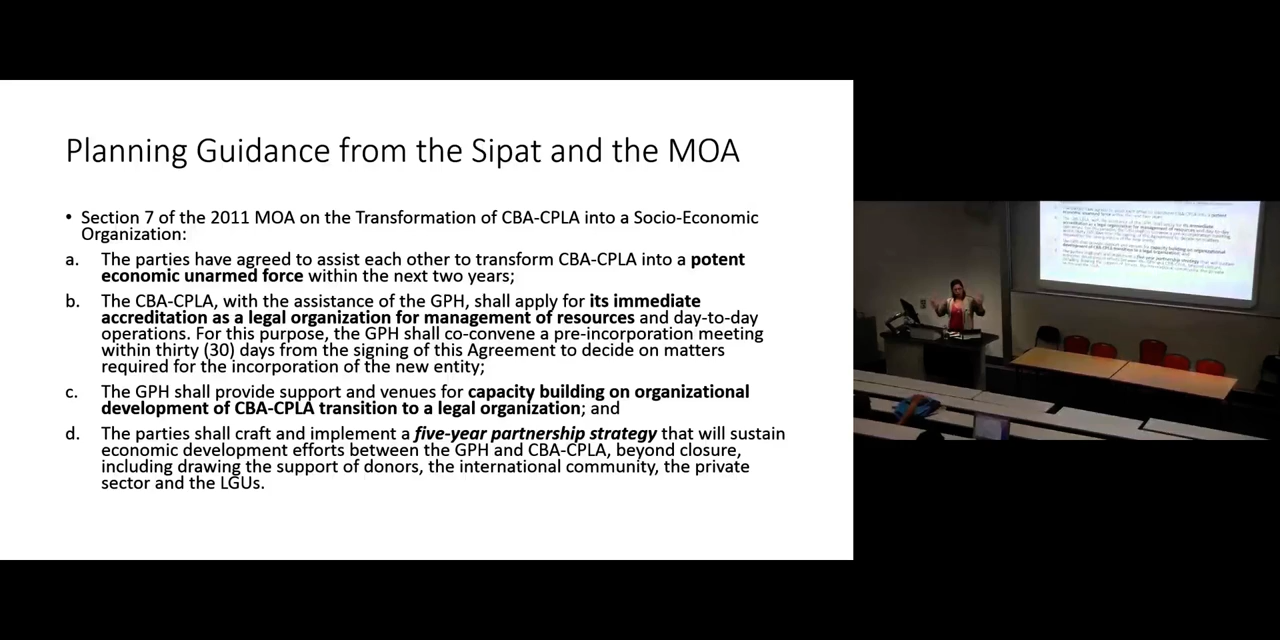 Planning Guidance from the Sipat and the MOA
• Section 7 of the 2011 MOA on the Transformation of CBA-CPLA into a Socio-Economic
Organization:
a. The parties have agreed to assist each other to transform CBA-CPLA into a potent
economic unarmed force within the next two years;
b. The CBA-CPLA, with the assistance of the GPH, shall apply for its immediate
accreditation as a legal organization for management of resources and day-to-day
operations. For this purpose, the GPH shall co-convene a pre-incorporation meeting
within thirty (30) days from the signing of this Agreement to decide on matters
required for the incorporation of the new entity;
c. The GPH shall provide support and venues for capacity building on organizational
development of CBA-CPLA transition to a legal organization; and
d. The parties shall craft and implement a five-year partnership strategy that will sustain
economic development efforts between the GPH and CBA-CPLA, beyond closure,
including drawing the support of donors, the international community, the private
sector and the LGUs.